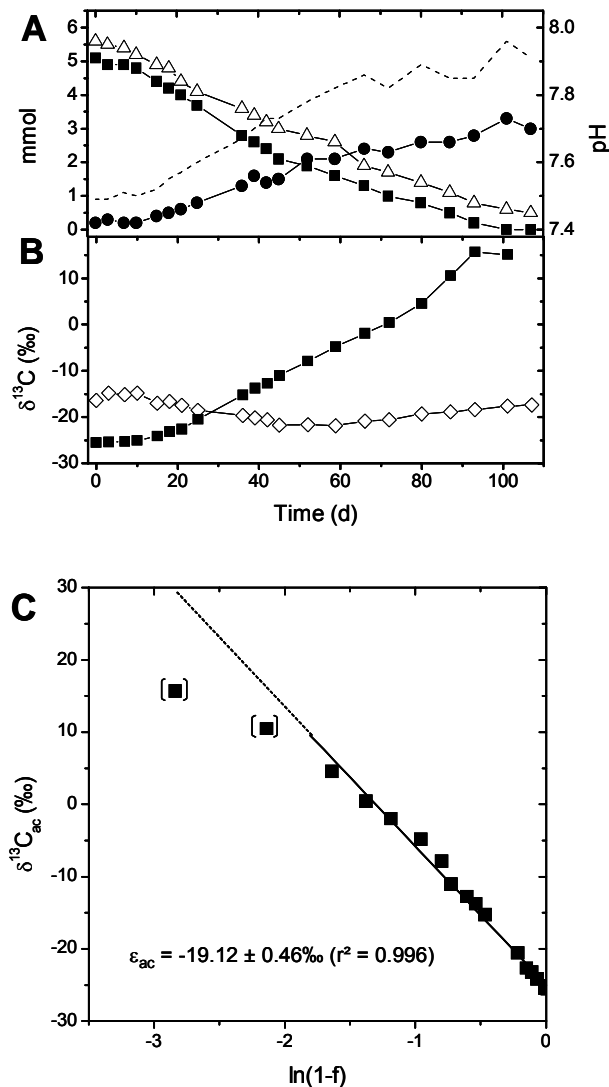 A
6
5
4
3
2
1
0
mmol
8.0
7.8
7.6
7.4
pH
B
10
0
-10
-20
-30
δ¹³C (‰)
0 20 40 60 80 100
Time (d)
C
30
20
10
0
-10
-20
-30
δ¹³Cₐc (‰)
εₐc = -19.12 ± 0.46‰ (r² = 0.996)
-3 -2 -1 0
ln(1-f)